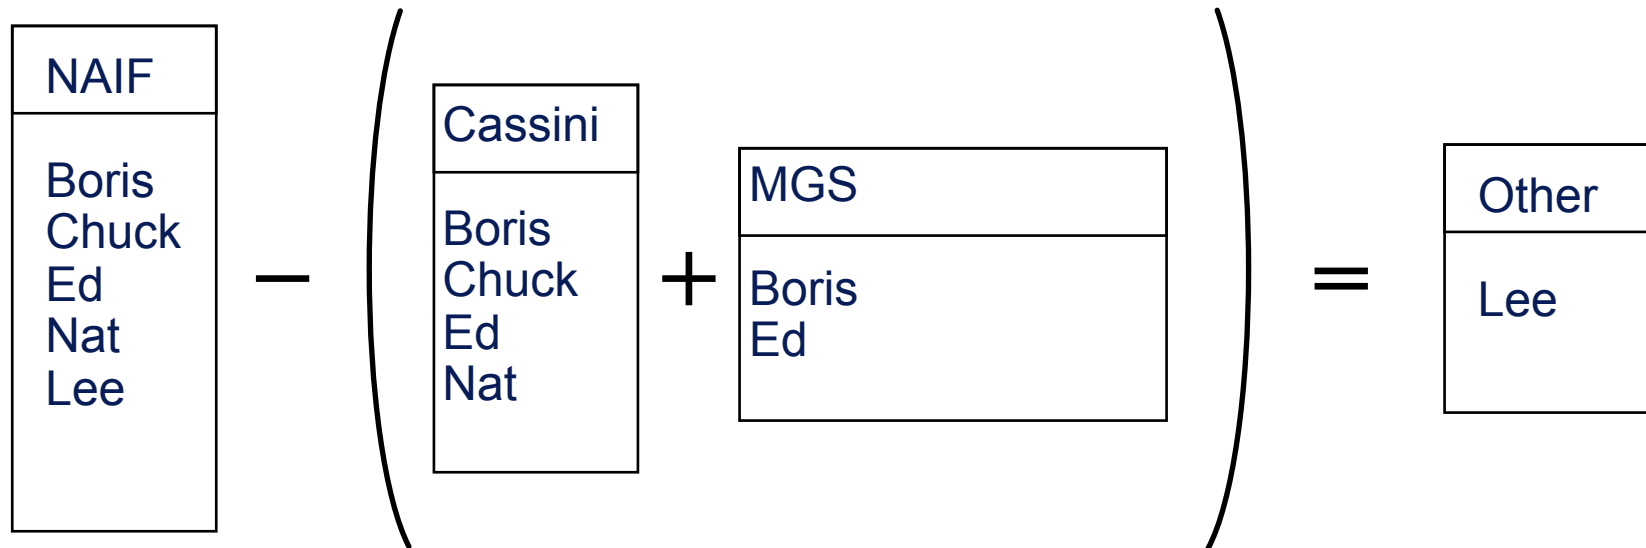 NAIF
Boris
Chuck
Ed
Nat
Lee
−
(
Cassini
Boris
Chuck
Ed
Nat
+
MGS
Boris
Ed
)
=
Other
Lee